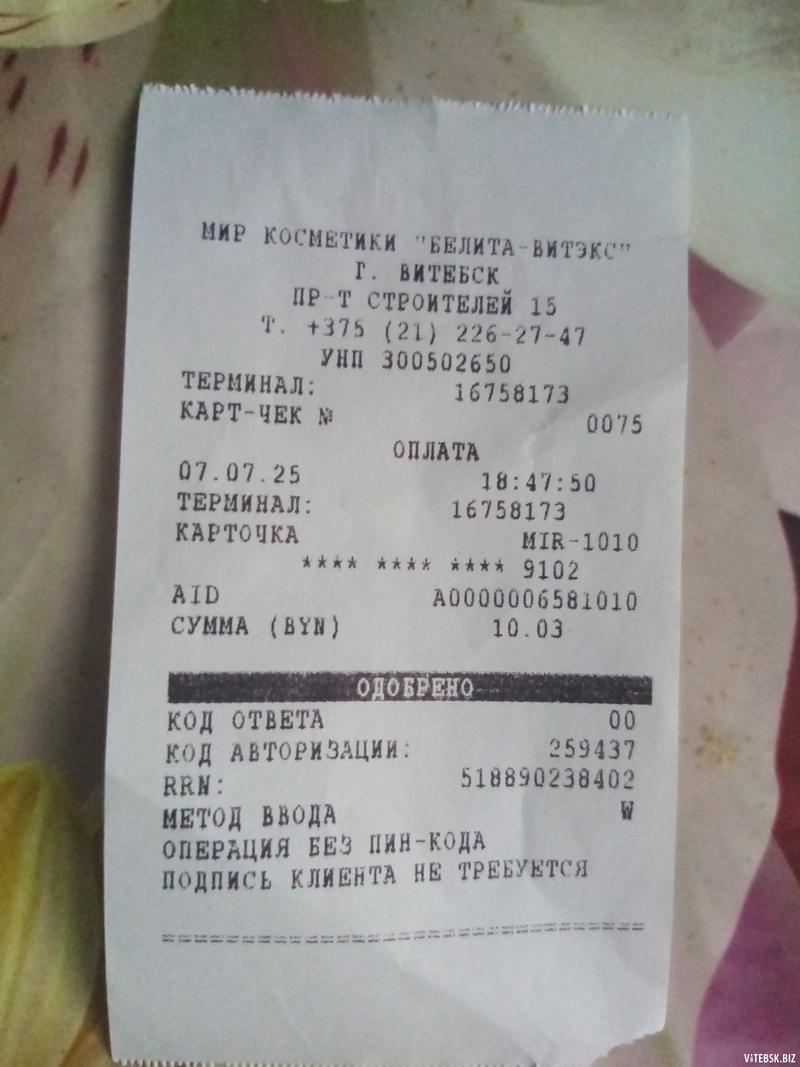 МИР КОСМЕТИКИ "БЕЛИТА-ВИТЭКС"
Г. ВИТЕБСК
ПР-Т СТРОИТЕЛЕЙ 15
Т. +375 (21) 226-27-47
УНП 300502650
ТЕРМИНАЛ: 16758173
КАРТ-ЧЕК № 0075
ОПЛАТА
07.07.25 18:47:50
ТЕРМИНАЛ: 16758173
КАРТОЧКА MIR-1010
**** **** **** 9102
AID A0000006581010
СУММА (BYN) 10.03
ОДОБРЕНО
КОД ОТВЕТА 00
КОД АВТОРИЗАЦИИ: 259437
RRN: 518890238402
МЕТОД ВВОДА W
ОПЕРАЦИЯ БЕЗ ПИН-КОДА
ПОДПИСЬ КЛИЕНТА НЕ ТРЕБУЕТСЯ
================================
ViTEBSK.BIZ